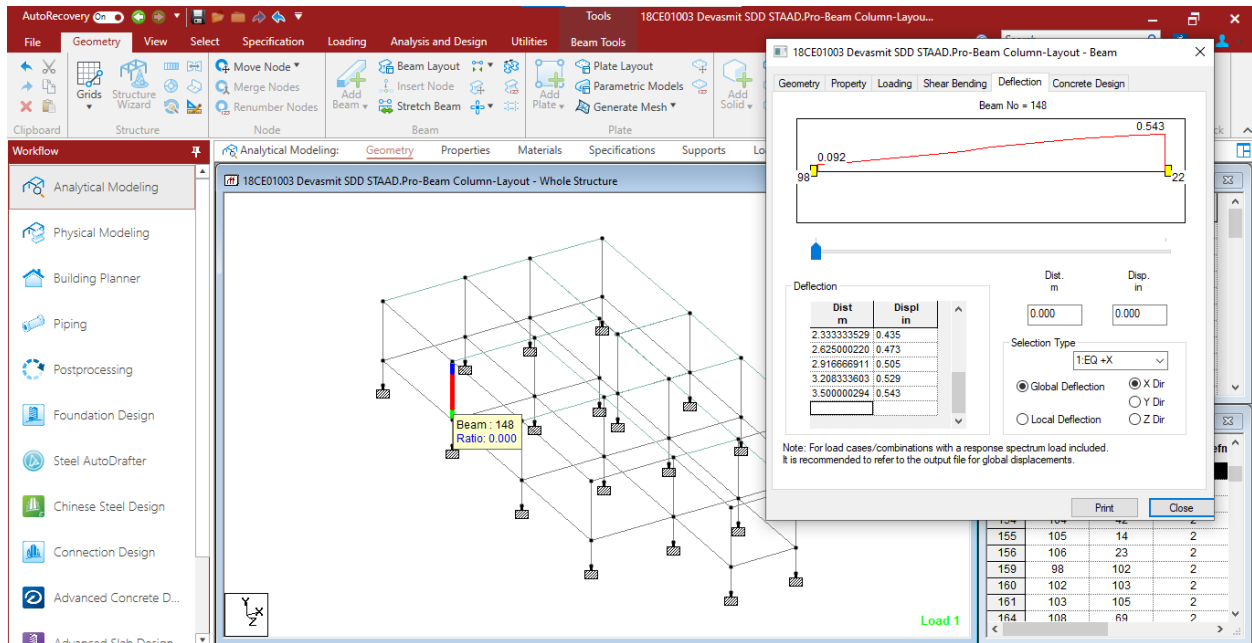 AutoRecovery On
Tools
18CE01003 Devasmit SDD STAAD.Pro-Beam Column-Layou...
File Geometry View Select Specification Loading Analysis and Design Utilities Beam Tools
Move Node
Merge Nodes
Renumber Nodes
Grids
Structure Wizard
Add Beam
Beam Layout
Insert Node
Stretch Beam
Add Plate
Plate Layout
Parametric Models
Generate Mesh
Add Solid
Clipboard Structure Node Beam Plate
Workflow
Analytical Modeling: Geometry Properties Materials Specifications Supports
Analytical Modeling
Physical Modeling
Building Planner
Piping
Postprocessing
Foundation Design
Steel AutoDrafter
Chinese Steel Design
Connection Design
Advanced Concrete D...
Advanced Slab Design
18CE01003 Devasmit SDD STAAD.Pro-Beam Column-Layout - Whole Structure
Beam : 148
Ratio: 0.000
Y
X
Z
Load 1
18CE01003 Devasmit SDD STAAD.Pro-Beam Column-Layout - Beam
Geometry Property Loading Shear Bending Deflection Concrete Design
Beam No = 148
0.543
0.092
98 22
Dist. m
Disp. in
0.000 0.000
Deflection
Dist m Displ in
2.333333529 0.435
2.625000220 0.473
2.916666911 0.505
3.208333603 0.529
3.500000294 0.543
Selection Type
1:EQ +X
Global Deflection
Local Deflection
X Dir
Y Dir
Z Dir
Note: For load cases/combinations with a response spectrum load included.
It is recommended to refer to the output file for global displacements.
Print Close
155 105 14 2
156 106 23 2
159 98 102 2
160 102 103 2
161 103 105 2
164 108 69 2